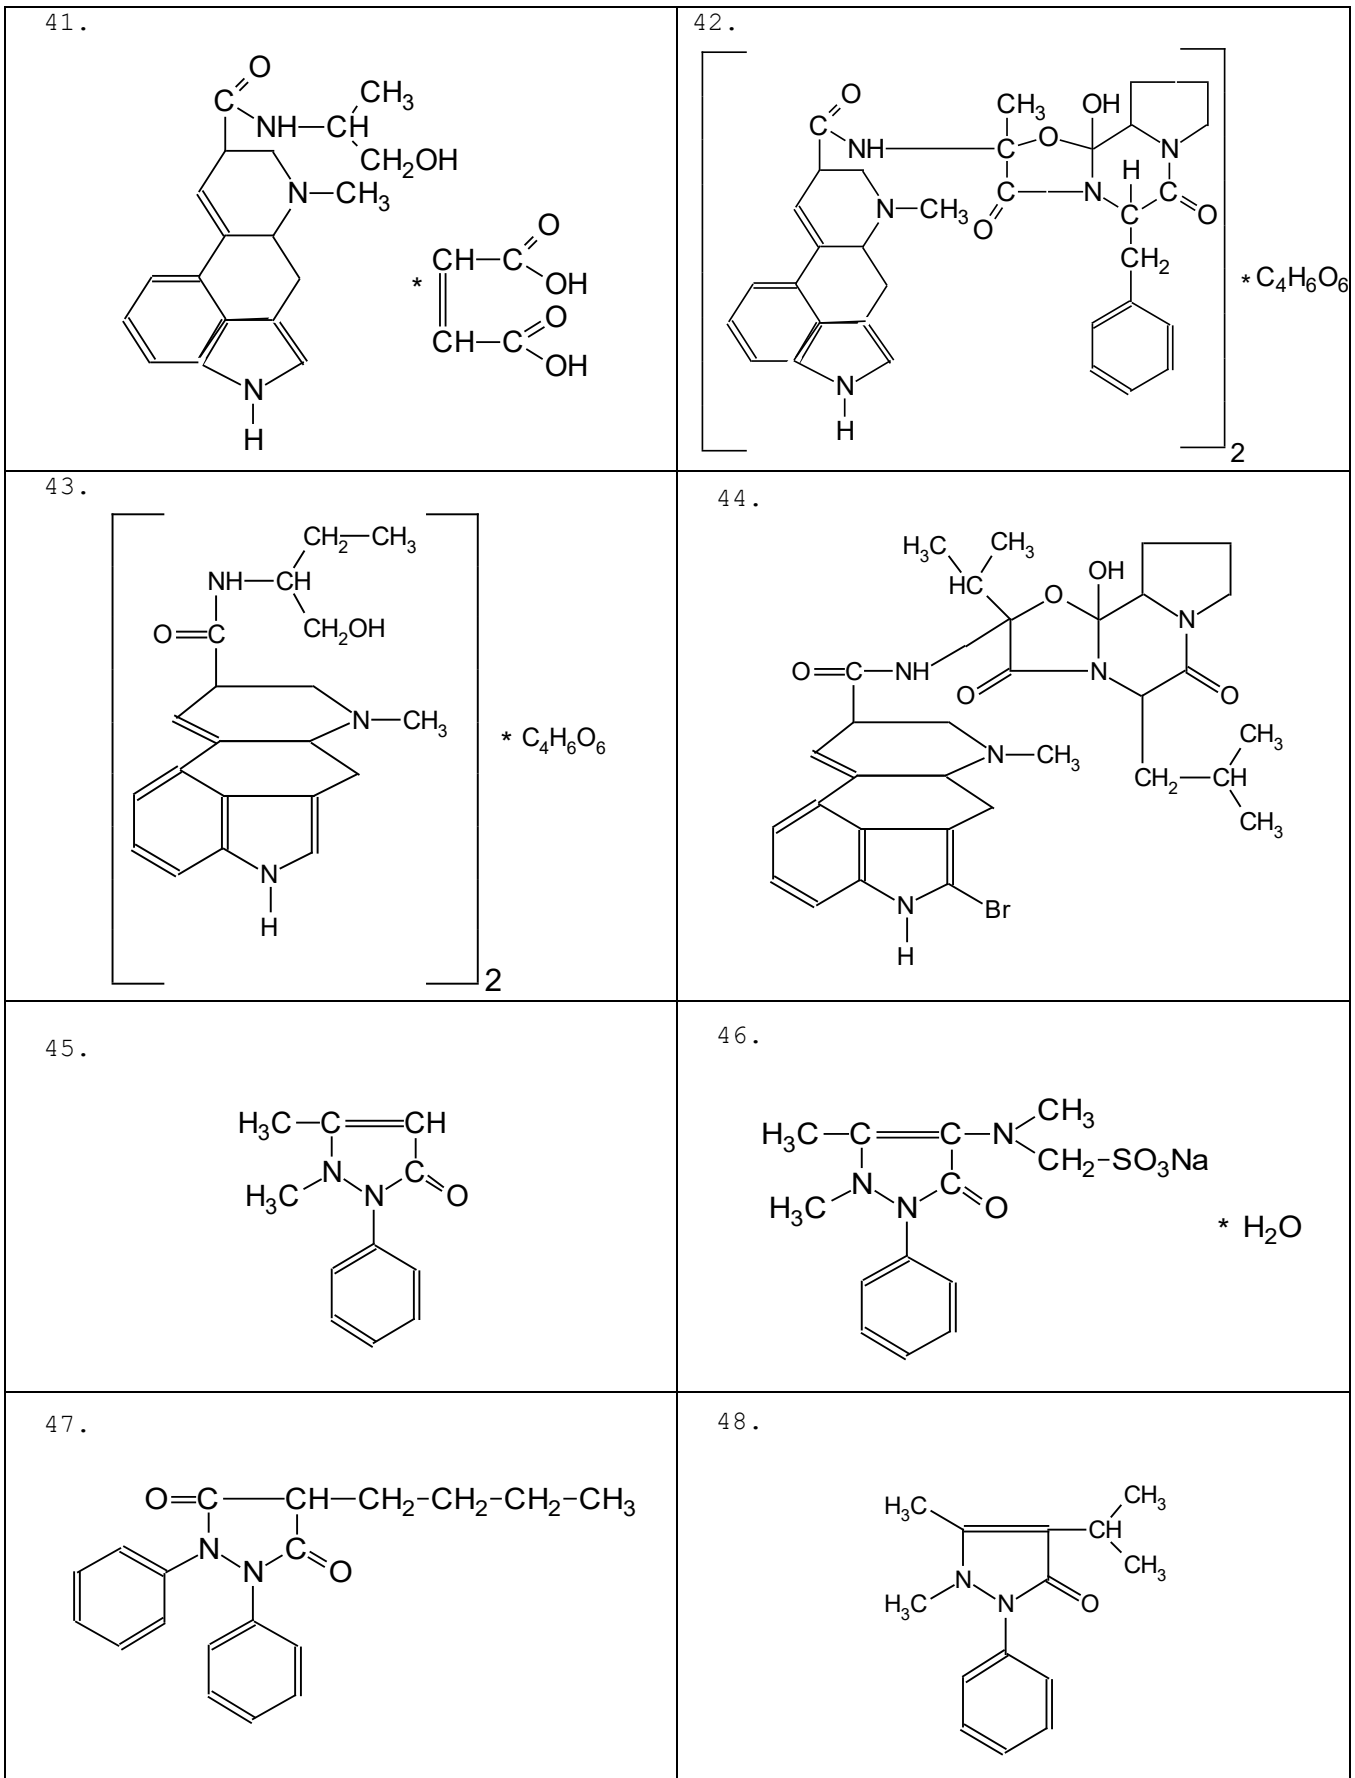 41.
O
C
CH3
NH—CH
CH2OH
N—CH3
O
CH—C
OH
*
O
CH—C
OH
N
H
42.
O
C
NH
CH3
OH
O
C
N
H
C
N
C
O
C
O
N—CH3
CH2
* C4H6O6
N
H
2
43.
CH2—CH3
NH—CH
CH2OH
O=C
N—CH3
* C4H6O6
N
H
2
44.
H3C
CH3
HC
OH
O
N
O=C—NH
N
O
O
N—CH3
CH3
CH2—CH
CH3
N
Br
H
45.
H3C—C=CH
N
C
H3C
N
O
46.
CH3
H3C—C=C—N
CH2-SO3Na
N
C
H3C
N
O
* H2O
47.
O=C—CH—CH2-CH2-CH2-CH3
N
C
N
O
48.
H3C
CH3
CH
CH3
N
H3C
N
O